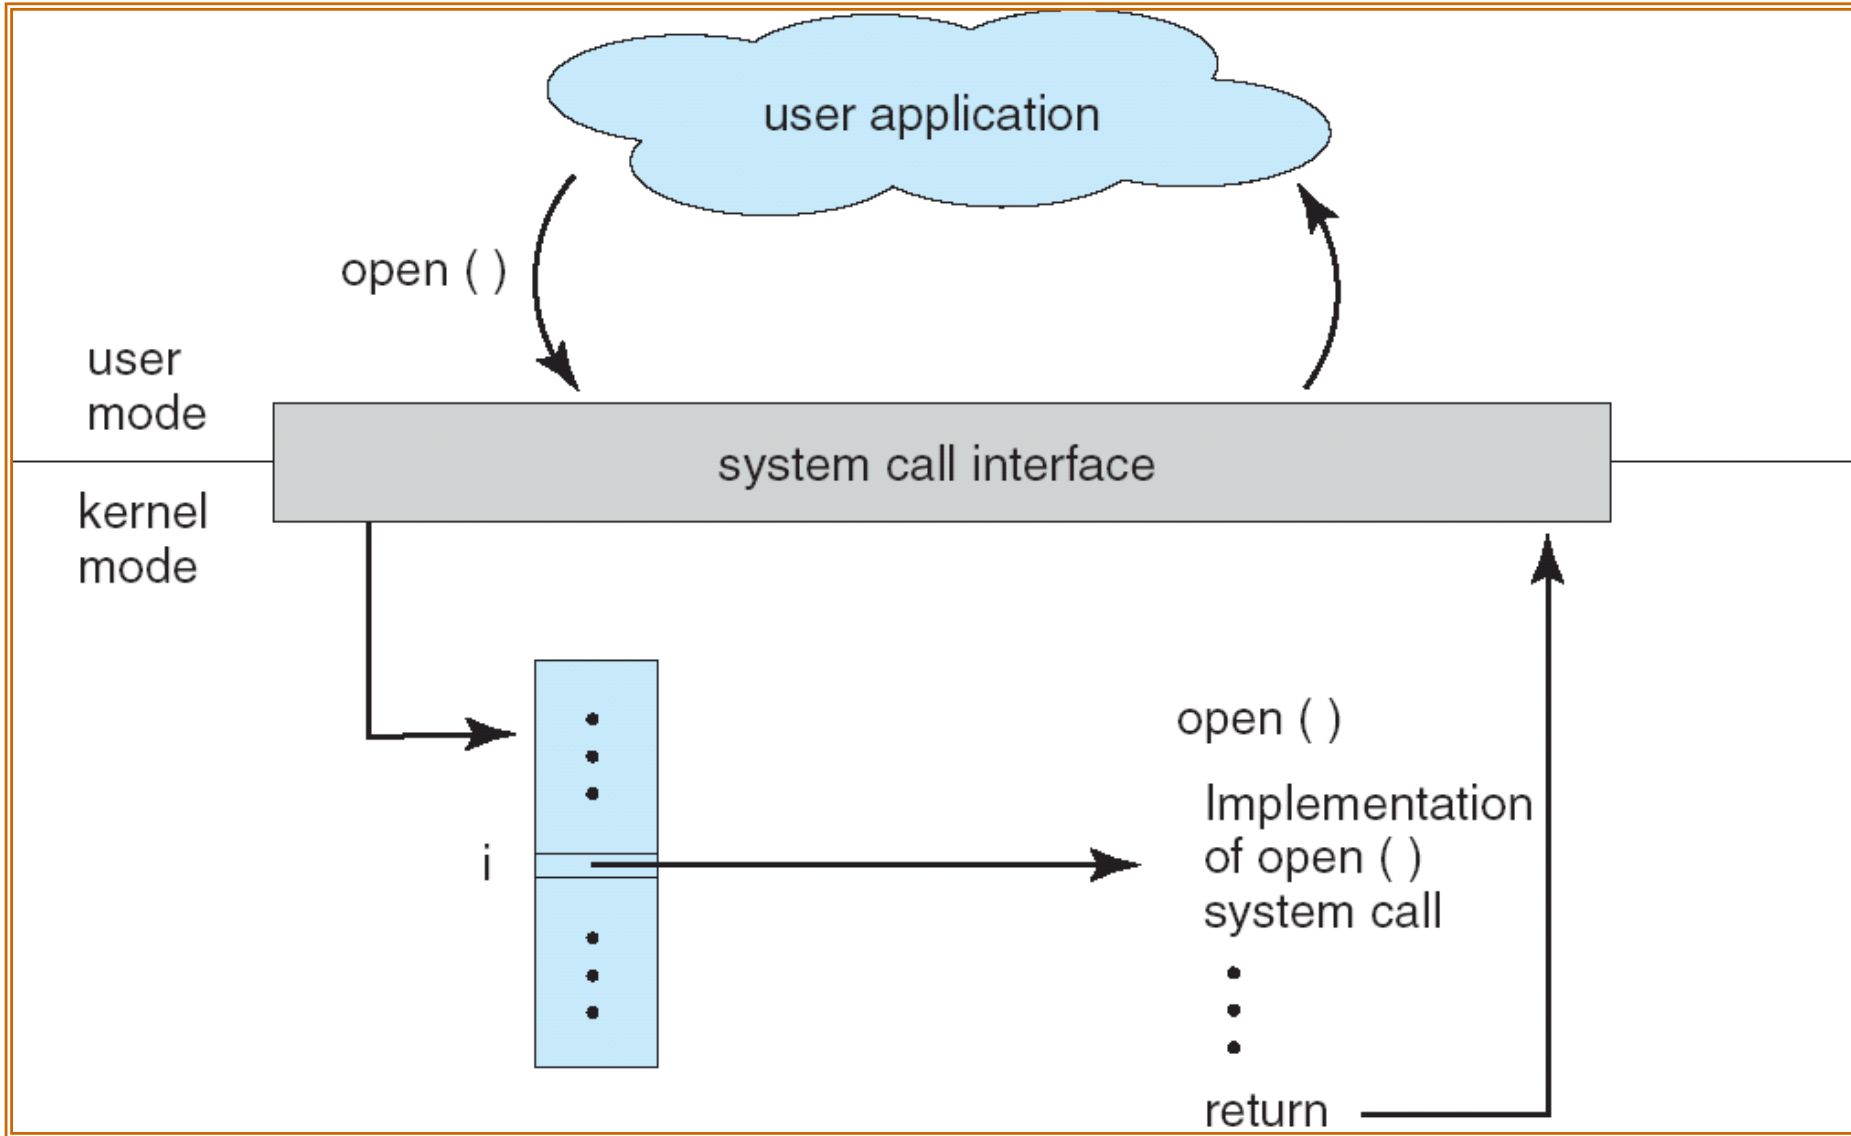 user application
open ( )
user
mode
system call interface
kernel
mode
open ( )
Implementation
of open ( )
system call
i
return